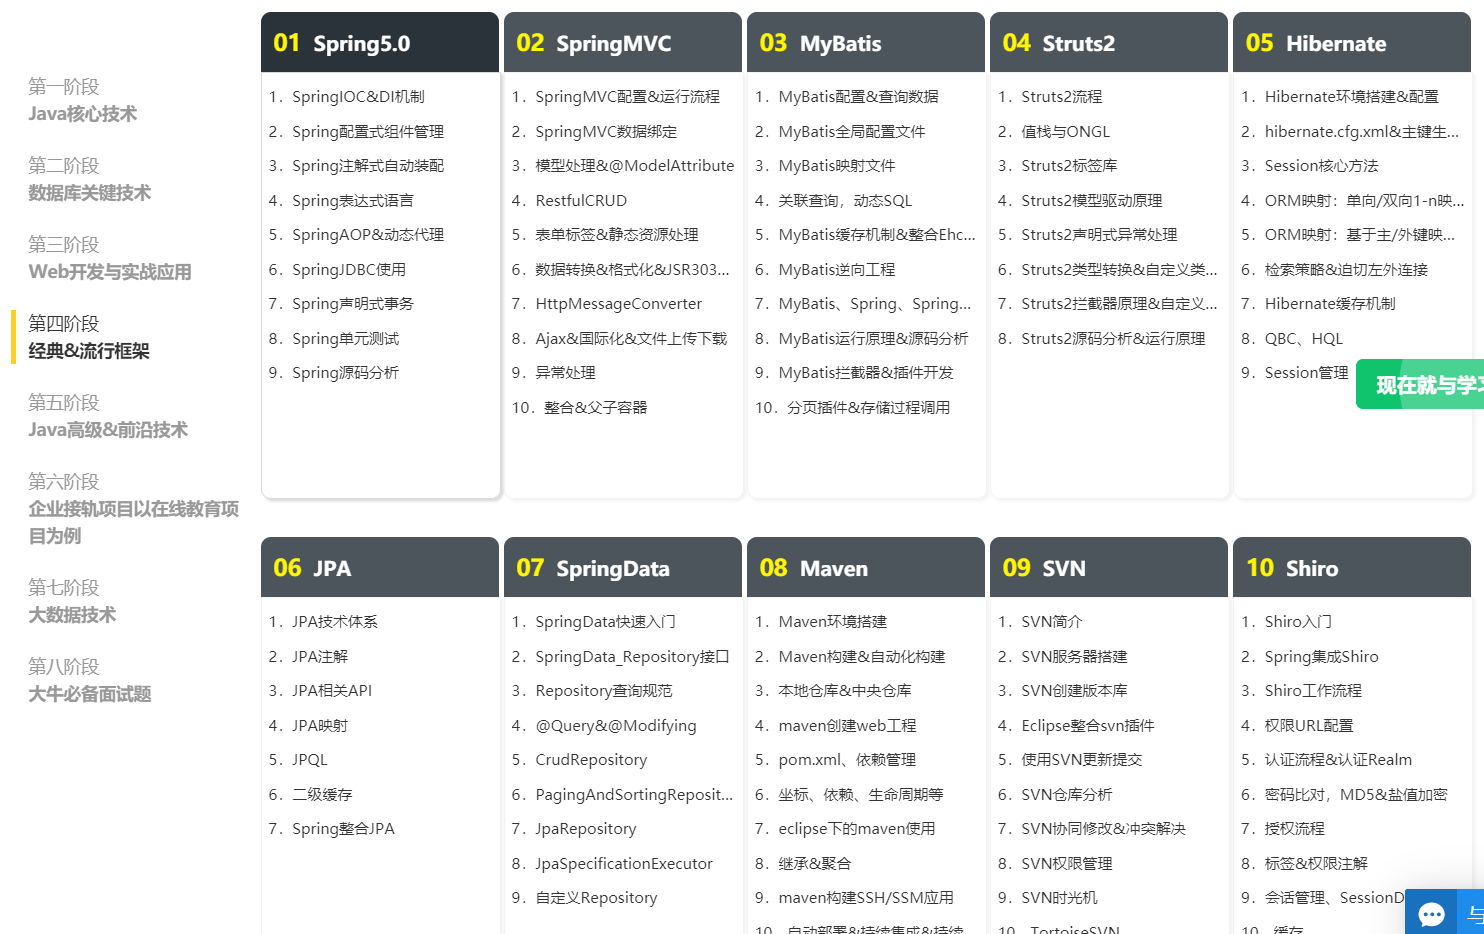 第一阶段
Java核心技术
第二阶段
数据库关键技术
第三阶段
Web开发与实战应用
第四阶段
经典&流行框架
第五阶段
Java高级&前沿技术
第六阶段
企业接轨项目以在线教育项
目为例
第七阶段
大数据技术
第八阶段
大牛必备面试题
01 Spring5.0
1. SpringIOC&DI机制
2. Spring配置式组件管理
3. Spring注解式自动装配
4. Spring表达式语言
5. SpringAOP&动态代理
6. SpringJDBC使用
7. Spring声明式事务
8. Spring单元测试
9. Spring源码分析
02 SpringMVC
1. SpringMVC配置&运行流程
2. SpringMVC数据绑定
3. 模型处理&@ModelAttribute
4. RestfulCRUD
5. 表单标签&静态资源处理
6. 数据转换&格式化&JSR303...
7. HttpMessageConverter
8. Ajax&国际化&文件上传下载
9. 异常处理
10. 整合&父子容器
03 MyBatis
1. MyBatis配置&查询数据
2. MyBatis全局配置文件
3. MyBatis映射文件
4. 关联查询，动态SQL
5. MyBatis缓存机制&整合Ehc...
6. MyBatis逆向工程
7. MyBatis、Spring、Spring...
8. MyBatis运行原理&源码分析
9. MyBatis拦截器&插件开发
10. 分页插件&存储过程调用
04 Struts2
1. Struts2流程
2. 值栈与ONGL
3. Struts2标签库
4. Struts2模型驱动原理
5. Struts2声明式异常处理
6. Struts2类型转换&自定义类...
7. Struts2拦截器原理&自定义...
8. Struts2源码分析&运行原理
05 Hibernate
1. Hibernate环境搭建&配置
2. hibernate.cfg.xml&主键生...
3. Session核心方法
4. ORM映射：单向/双向1-n映...
5. ORM映射：基于主/外键映...
6. 检索策略&迫切左外连接
7. Hibernate缓存机制
8. QBC、HQL
9. Session管理
现在就与学习
06 JPA
1. JPA技术体系
2. JPA注解
3. JPA相关API
4. JPA映射
5. JPQL
6. 二级缓存
7. Spring整合JPA
07 SpringData
1. SpringData快速入门
2. SpringData_Repository接口
3. Repository查询规范
4. @Query&@Modifying
5. CrudRepository
6. PagingAndSortingReposit...
7. JpaRepository
8. JpaSpecificationExecutor
9. 自定义Repository
08 Maven
1. Maven环境搭建
2. Maven构建&自动化构建
3. 本地仓库&中央仓库
4. maven创建web工程
5. pom.xml、依赖管理
6. 坐标、依赖、生命周期等
7. eclipse下的maven使用
8. 继承&聚合
9. maven构建SSH/SSM应用
10. 自动部署&持续集成&持续
09 SVN
1. SVN简介
2. SVN服务器搭建
3. SVN创建版本库
4. Eclipse整合svn插件
5. 使用SVN更新提交
6. SVN仓库分析
7. SVN协同修改&冲突解决
8. SVN权限管理
9. SVN时光机
10. TortoiseSVN
10 Shiro
1. Shiro入门
2. Spring集成Shiro
3. Shiro工作流程
4. 权限URL配置
5. 认证流程&认证Realm
6. 密码比对，MD5&盐值加密
7. 授权流程
8. 标签&权限注解
9. 会话管理、SessionD
10. 缓存
与